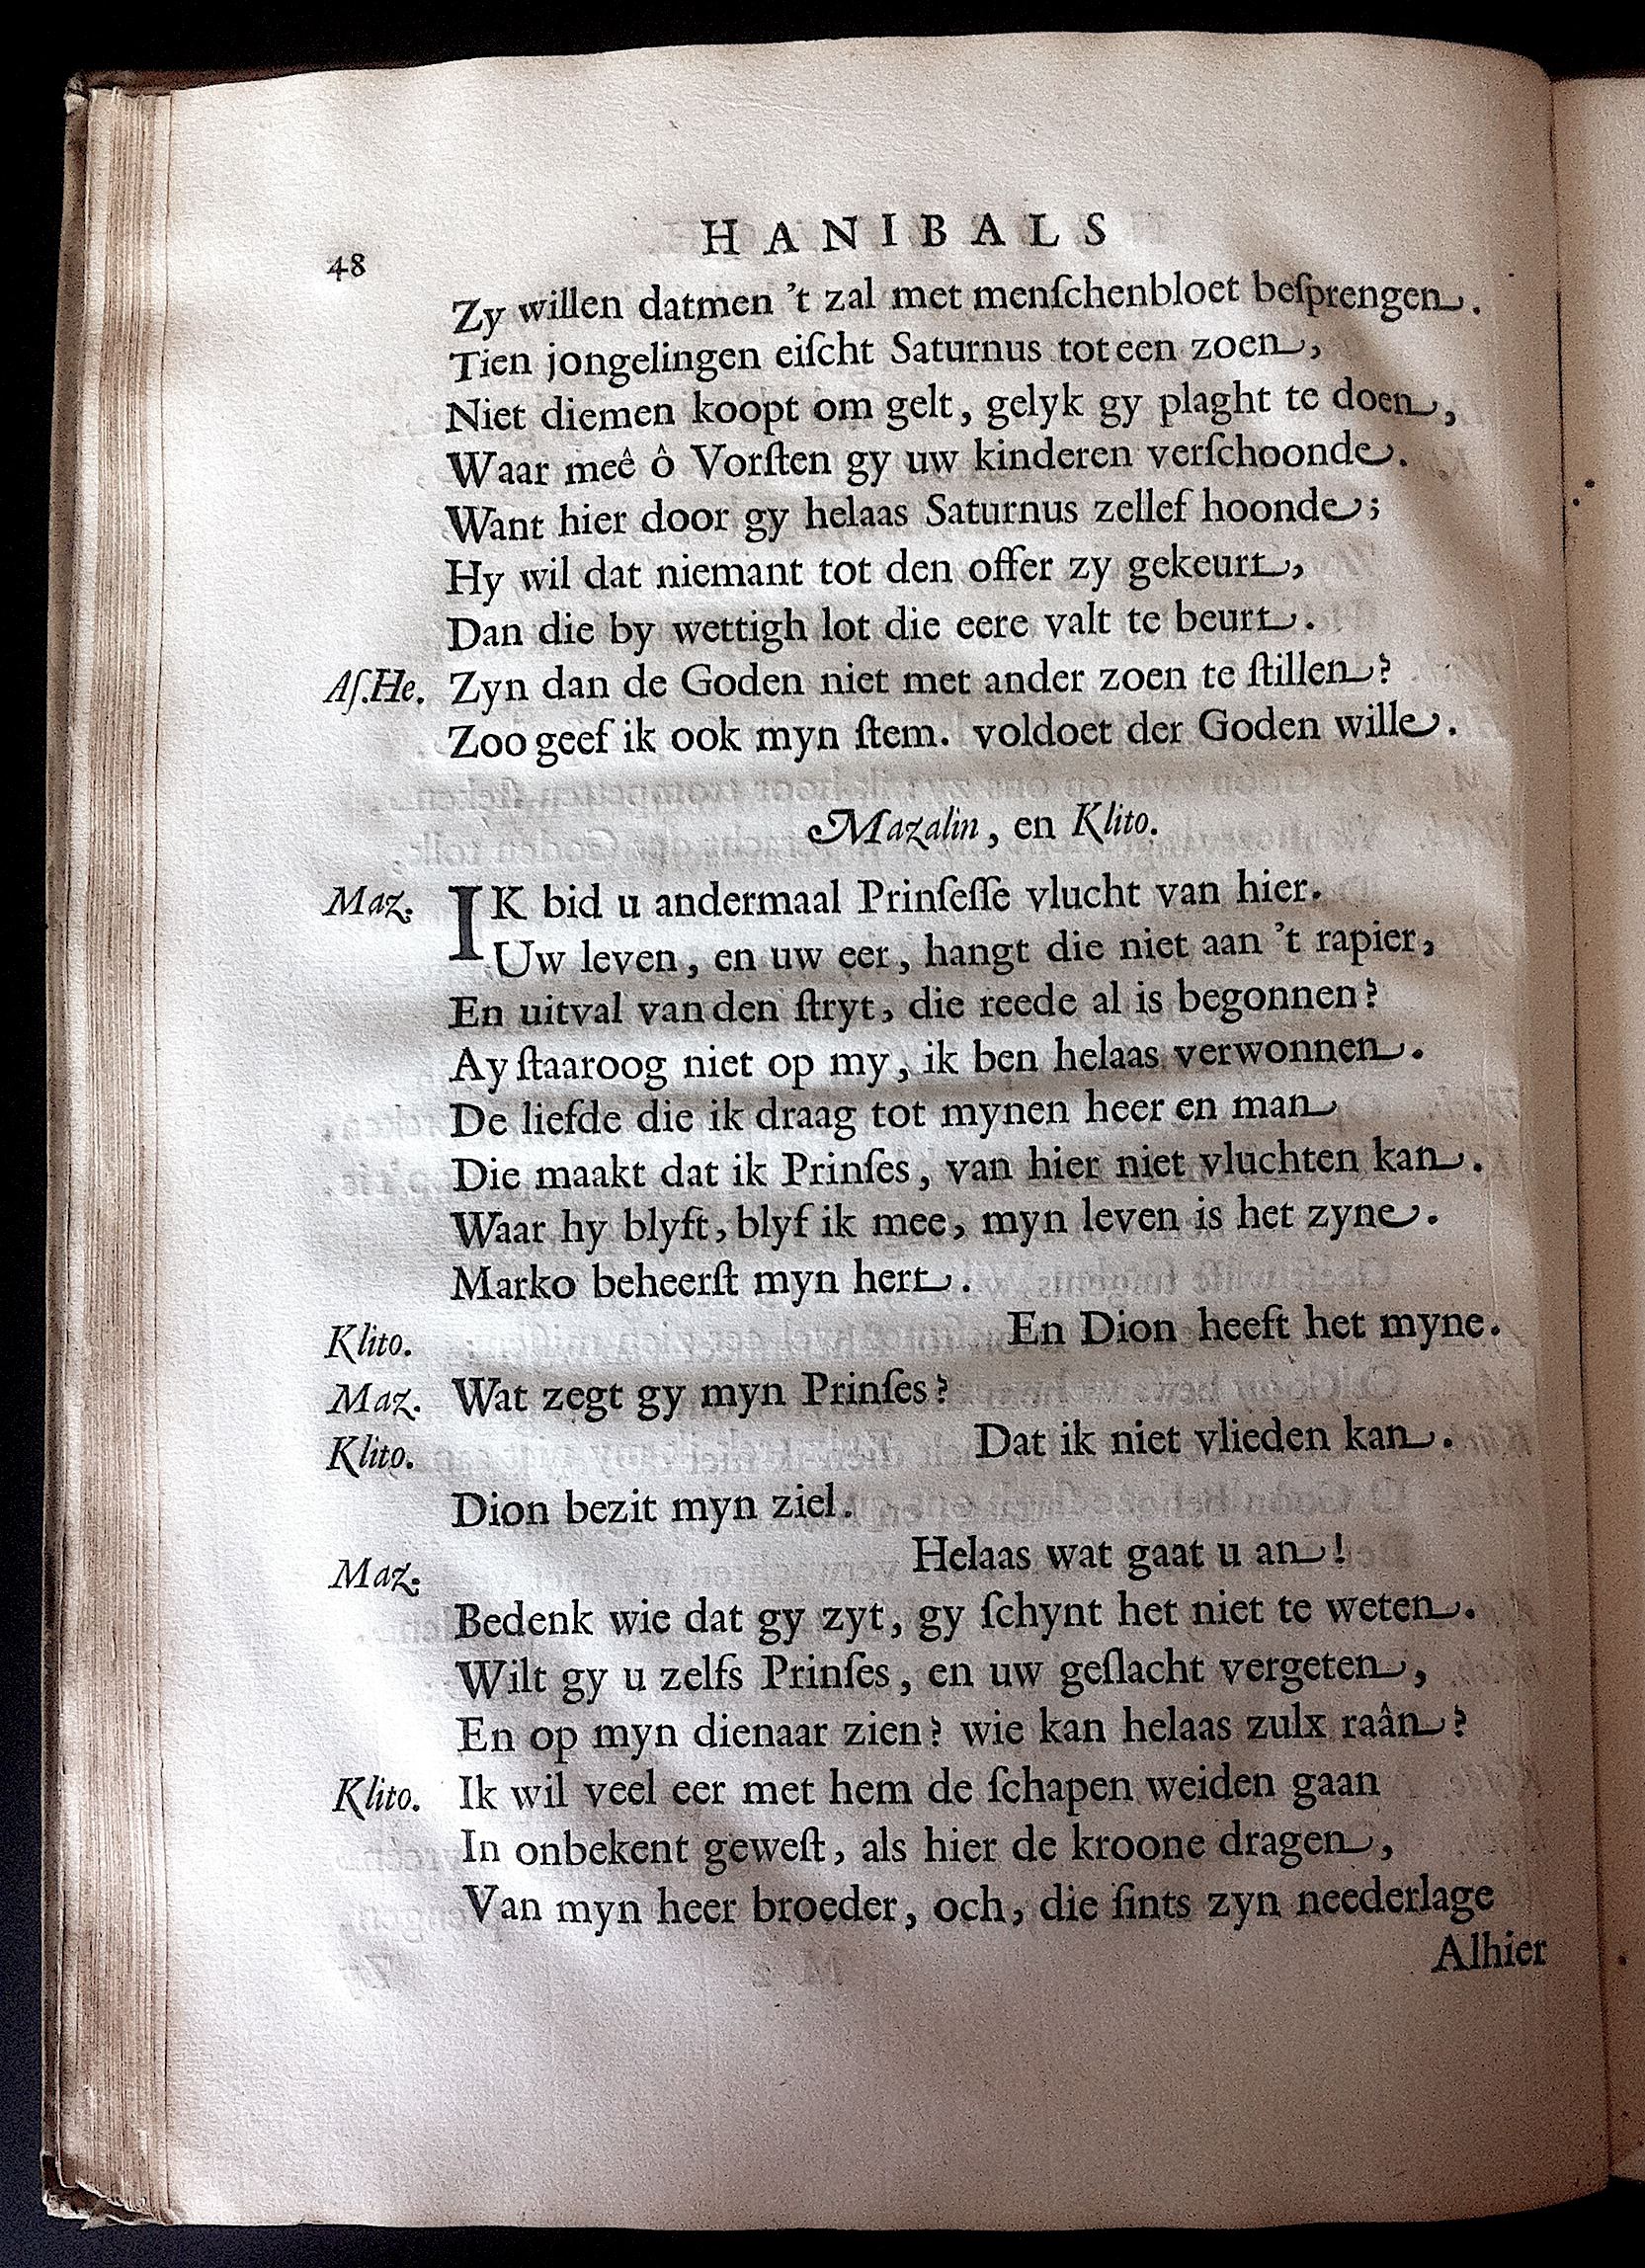 HANIBALS
48
Zy willen datmen 't zal met menſchenbloet beſprengen.
Tien jongelingen eiſcht Saturnus tot een zoen,
Niet diemen koopt om gelt, gelyk gy plaght te doen,
Waar meê ô Vorſten gy uw kinderen verſchoonde.
Want hier door gy helaas Saturnus zellef hoonde;
Hy wil dat niemant tot den offer zy gekeurt,
Dan die by wettigh lot die eere valt te beurt.
Aſ.He. Zyn dan de Goden niet met ander zoen te ſtillen?
Zoo geef ik ook myn ſtem. voldoet der Goden wille.
Mazalin, en Klito.
Maz. IK bid u andermaal Prinſeſſe vlucht van hier.
Uw leven, en uw eer, hangt die niet aan 't rapier,
En uitval van den ſtryt, die reede al is begonnen?
Ay ſtaaroog niet op my, ik ben helaas verwonnen.
De liefde die ik draag tot mynen heer en man
Die maakt dat ik Prinſes, van hier niet vluchten kan.
Waar hy blyft, blyf ik mee, myn leven is het zyne.
Marko beheerſt myn hert.
Klito. En Dion heeft het myne.
Maz. Wat zegt gy myn Prinſes?
Klito. Dat ik niet vlieden kan.
Dion bezit myn ziel.
Maz. Helaas wat gaat u an!
Bedenk wie dat gy zyt, gy ſchynt het niet te weten.
Wilt gy u zelfs Prinſes, en uw geſlacht vergeten,
En op myn dienaar zien? wie kan helaas zulx raân?
Klito. Ik wil veel eer met hem de ſchapen weiden gaan
In onbekent geweſt, als hier de kroone dragen,
Van myn heer broeder, och, die ſints zyn neederlage
Alhier